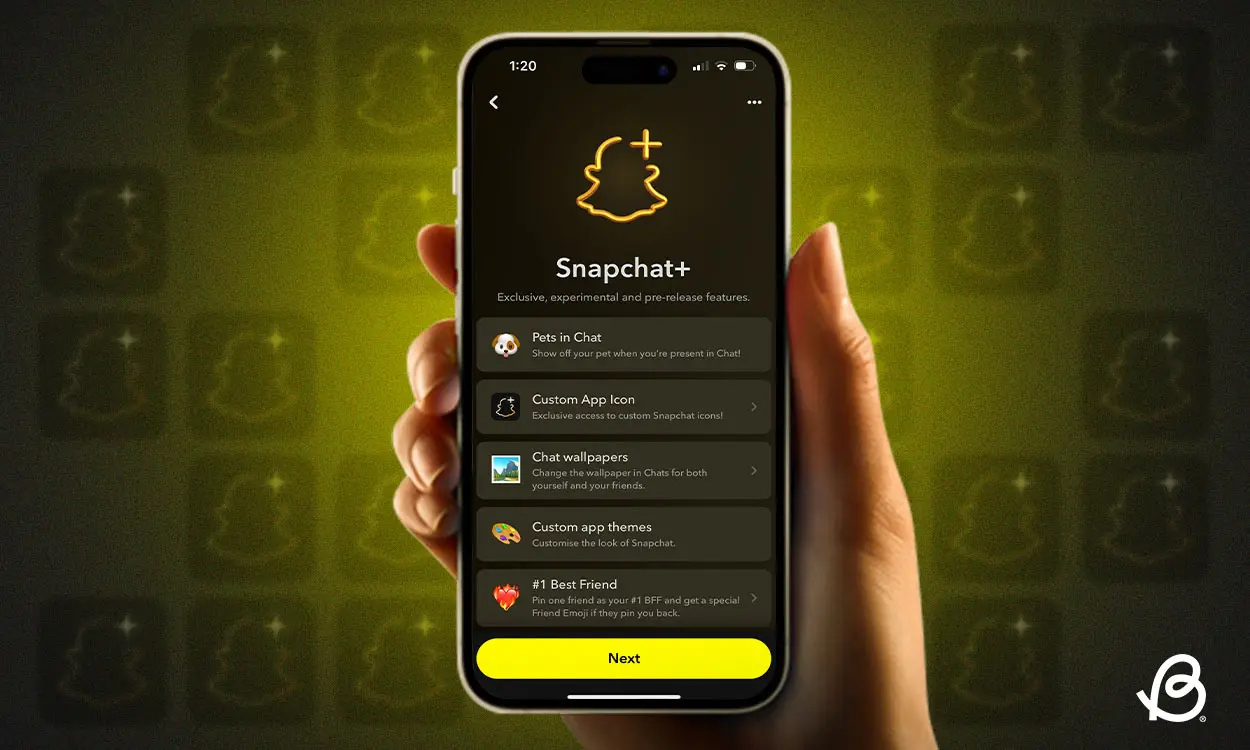 1:20
Snapchat+
Exclusive, experimental and pre-release features.
Pets in Chat
Show off your pet when you're present in Chat!
Custom App Icon
Exclusive access to custom Snapchat icons!
Chat wallpapers
Change the wallpaper in Chats for both
yourself and your friends.
Custom app themes
Customise the look of Snapchat.
#1 Best Friend
Pin one friend as your #1 BFF and get a special
Friend Emoji if they pin you back.
Next
B®